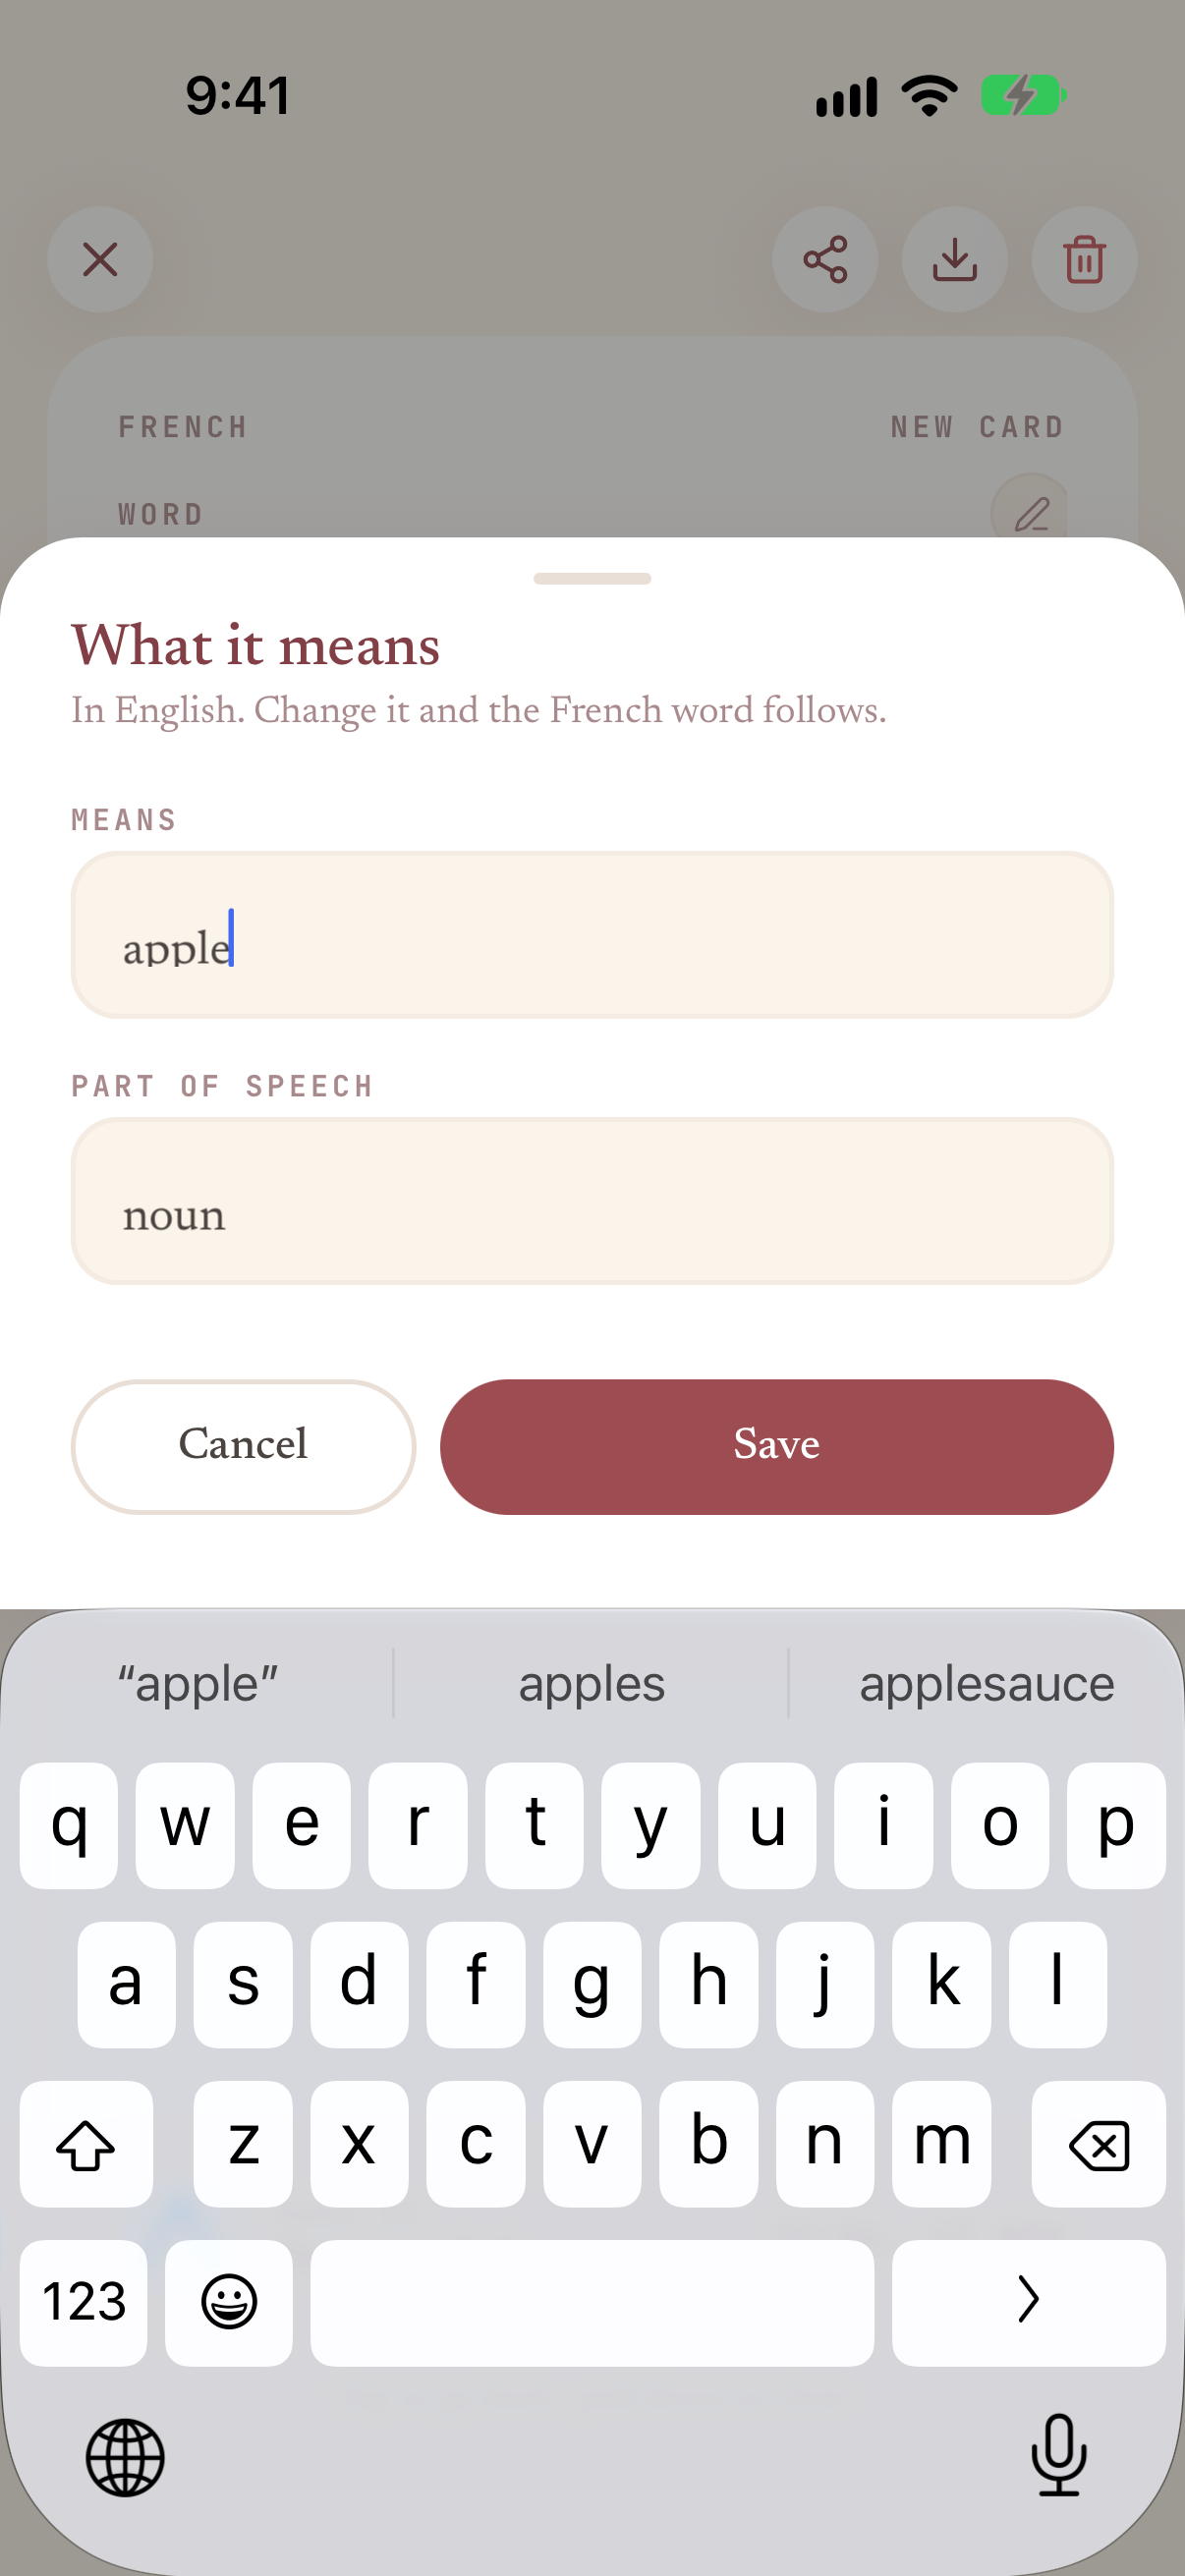 9:41
FRENCH
NEW CARD
WORD
What it means
In English. Change it and the French word follows.
MEANS
apple
PART OF SPEECH
noun
Cancel
Save
“apple”
apples
applesauce
q w e r t y u i o p
a s d f g h j k l
z x c v b n m
123